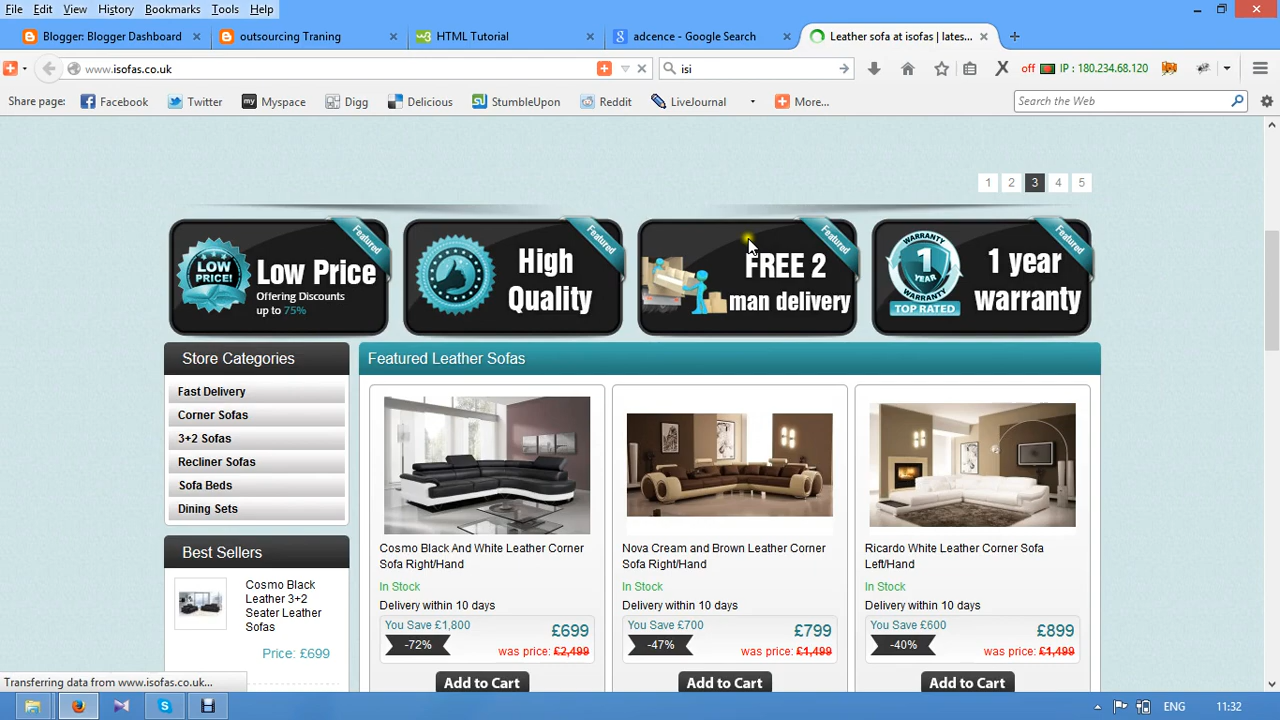 File Edit View History Bookmarks Tools Help
Blogger: Blogger Dashboard
outsourcing Traning
HTML Tutorial
adcence - Google Search
Leather sofa at isofas | lates...
www.isofas.co.uk
isi
off
IP : 180.234.68.120
Share page:
Facebook
Twitter
Myspace
Digg
Delicious
StumbleUpon
Reddit
LiveJournal
More...
Search the Web
1 2 3 4 5
LOW PRICE!
Low Price
Offering Discounts
up to 75%
Featured
High
Quality
Featured
FREE 2
man delivery
Featured
WARRANTY
1
YEAR
WARRANTY
TOP RATED
1 year
warranty
Featured
Store Categories
Fast Delivery
Corner Sofas
3+2 Sofas
Recliner Sofas
Sofa Beds
Dining Sets
Best Sellers
Cosmo Black
Leather 3+2
Seater Leather
Sofas
Price: £699
Featured Leather Sofas
Cosmo Black And White Leather Corner
Sofa Right/Hand
In Stock
Delivery within 10 days
You Save £1,800
£699
-72%
was price: £2,499
Add to Cart
Nova Cream and Brown Leather Corner
Sofa Right/Hand
In Stock
Delivery within 10 days
You Save £700
£799
-47%
was price: £1,499
Add to Cart
Ricardo White Leather Corner Sofa
Left/Hand
In Stock
Delivery within 10 days
You Save £600
£899
-40%
was price: £1,499
Add to Cart
Transferring data from www.isofas.co.uk...
ENG
11:32